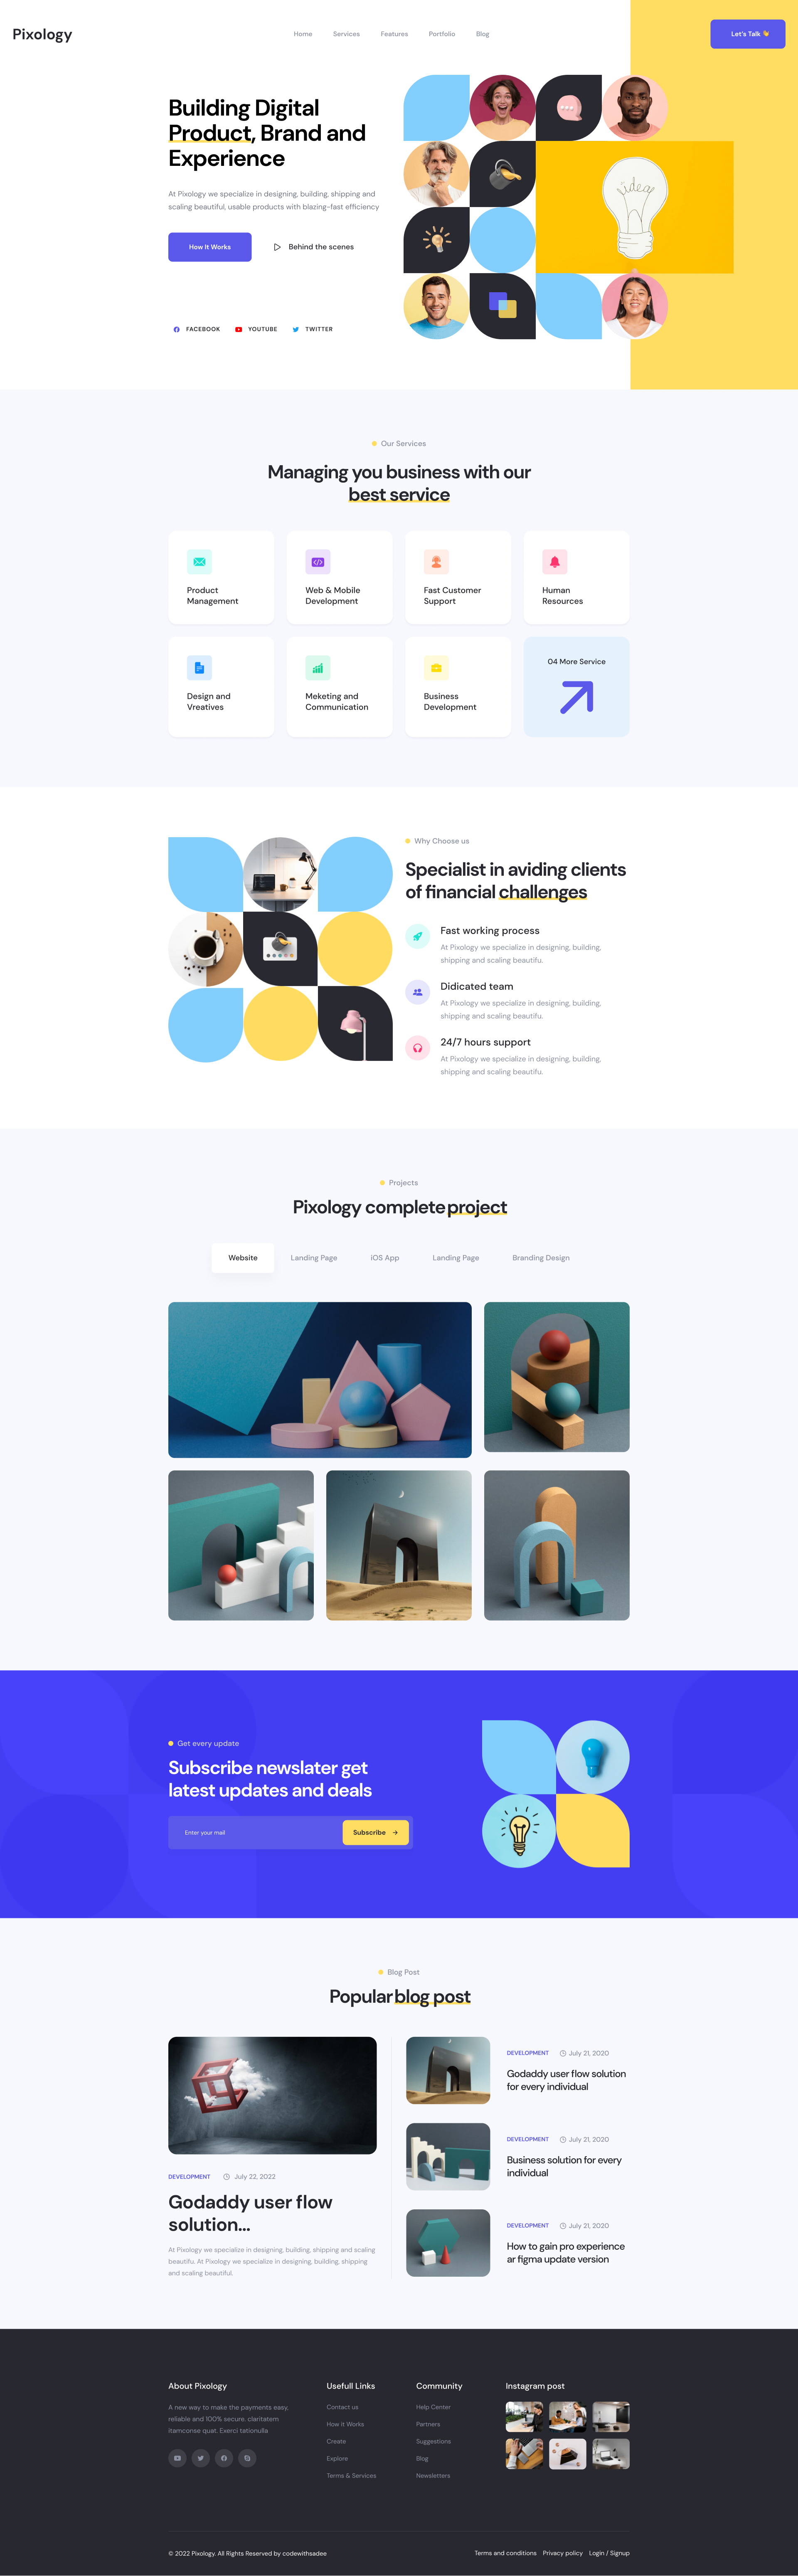 Pixology
Home Services Features Portfolio Blog
Let's Talk 👋
Building Digital
Product, Brand and
Experience
At Pixology we specialize in designing, building, shipping and
scaling beautiful, usable products with blazing-fast efficiency
How It Works
Behind the scenes
FACEBOOK YOUTUBE TWITTER
idea
Our Services
Managing you business with our
best service
Product
Management
Web & Mobile
Development
Fast Customer
Support
Human
Resources
Design and
Vreatives
Meketing and
Communication
Business
Development
04 More Service
Why Choose us
Specialist in aviding clients
of financial challenges
Fast working process
At Pixology we specialize in designing, building,
shipping and scaling beautifu.
Didicated team
At Pixology we specialize in designing, building,
shipping and scaling beautifu.
24/7 hours support
At Pixology we specialize in designing, building,
shipping and scaling beautifu.
Projects
Pixology complete project
Website Landing Page iOS App Landing Page Branding Design
Get every update
Subscribe newslater get
latest updates and deals
Enter your mail
Subscribe
Blog Post
Popular blog post
DEVELOPMENT July 22, 2022
Godaddy user flow
solution...
At Pixology we specialize in designing, building, shipping and scaling
beautifu. At Pixology we specialize in designing, building, shipping
and scaling beautiful.
DEVELOPMENT July 21, 2020
Godaddy user flow solution
for every individual
DEVELOPMENT July 21, 2020
Business solution for every
individual
DEVELOPMENT July 21, 2020
How to gain pro experience
ar figma update version
About Pixology
A new way to make the payments easy,
reliable and 100% secure. claritatem
itamconse quat. Exerci tationulla
Usefull Links
Contact us
How it Works
Create
Explore
Terms & Services
Community
Help Center
Partners
Suggestions
Blog
Newsletters
Instagram post
© 2022 Pixology. All Rights Reserved by codewithsadee
Terms and conditions Privacy policy Login / Signup